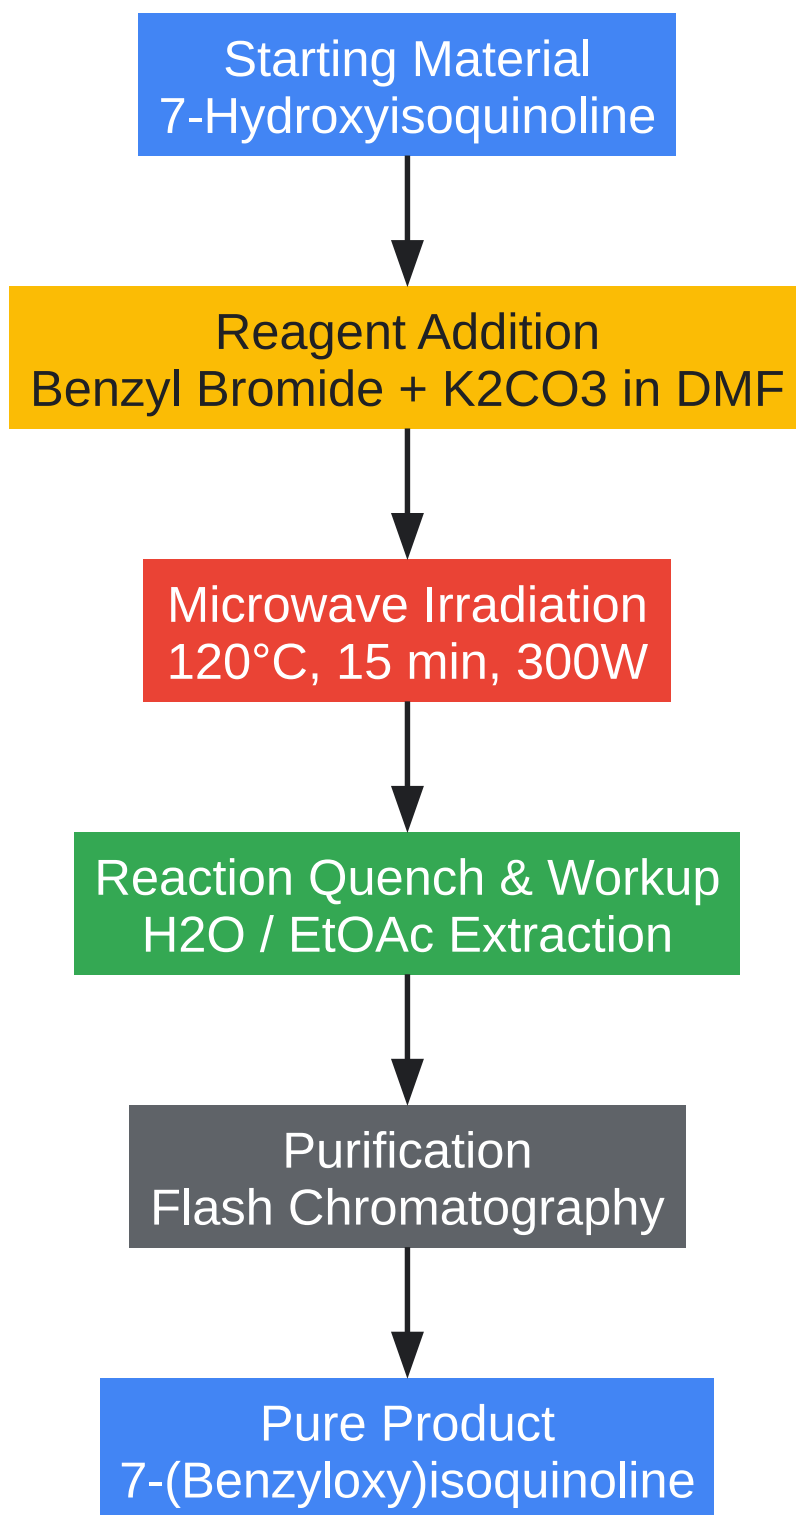 Starting Material
7-Hydroxyisoquinoline
Reagent Addition
Benzyl Bromide + K2CO3 in DMF
Microwave Irradiation
120°C, 15 min, 300W
Reaction Quench & Workup
H2O / EtOAc Extraction
Purification
Flash Chromatography
Pure Product
7-(Benzyloxy)isoquinoline